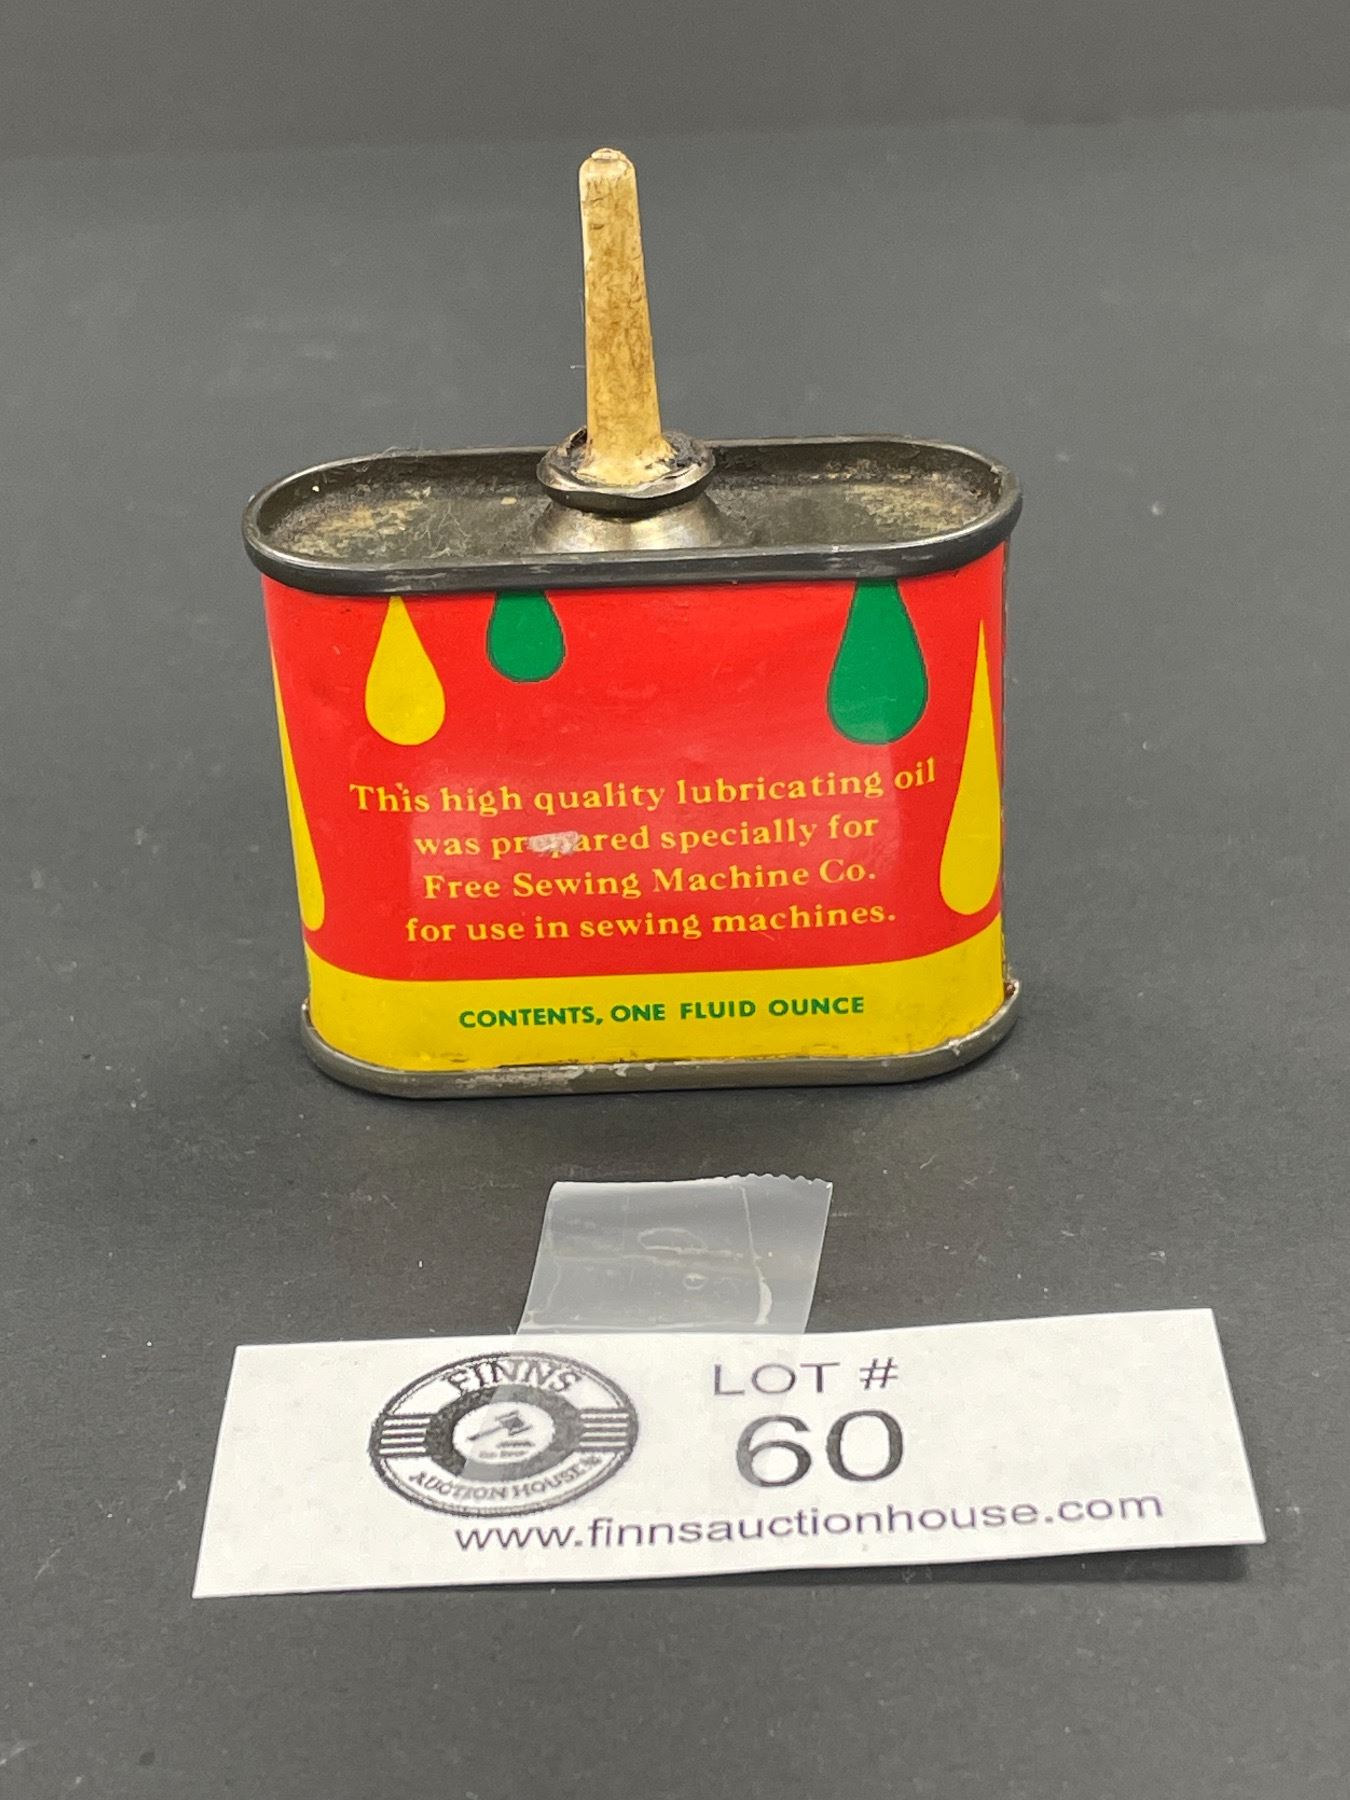 This high quality lubricating oil
was prepared specially for
Free Sewing Machine Co.
for use in sewing machines.
CONTENTS, ONE FLUID OUNCE
FINNS
AUCTION HOUSE
LOT #
60
www.finnsauctionhouse.com